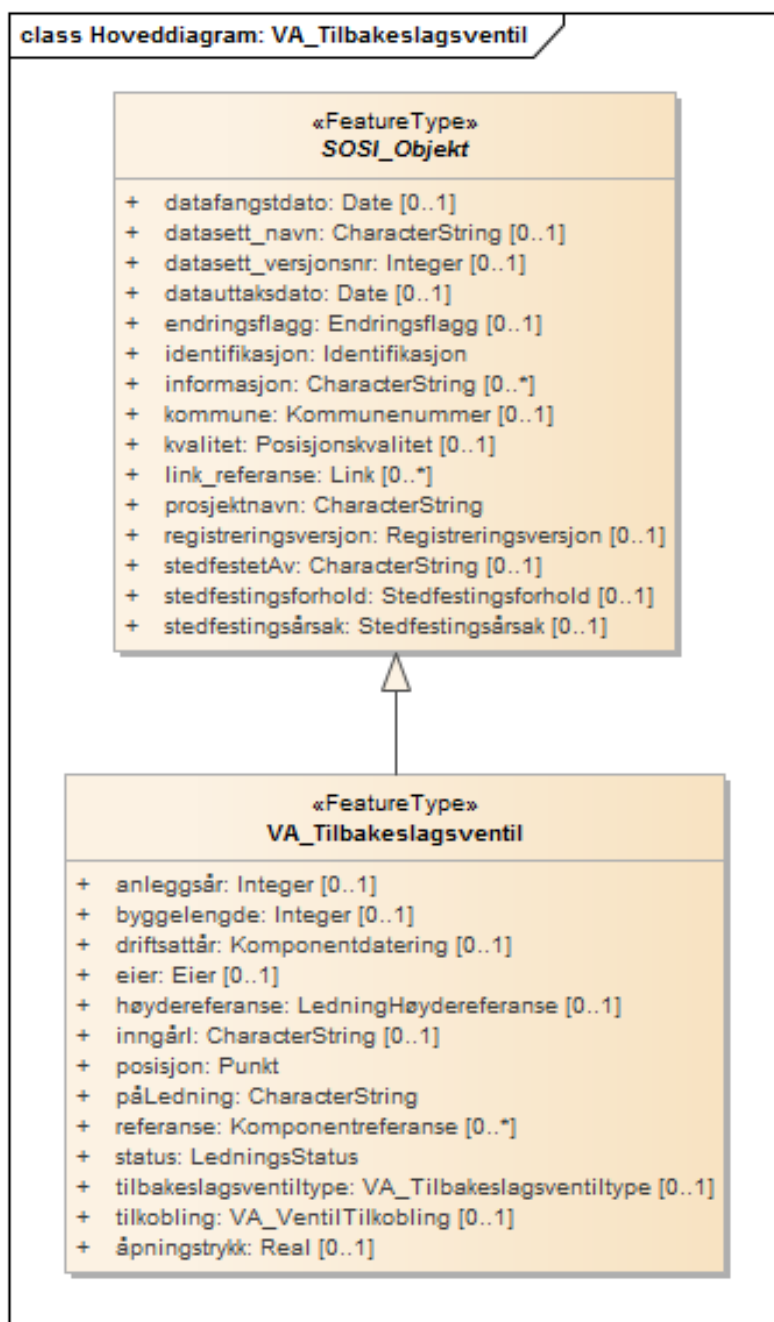 class Hoveddiagram: VA_Tilbakeslagsventil
«FeatureType»
SOSI_Objekt
+ datafangstdato: Date [0..1]
+ datasett_navn: CharacterString [0..1]
+ datasett_versjonsnr: Integer [0..1]
+ datauttaksdato: Date [0..1]
+ endringsflagg: Endringsflagg [0..1]
+ identifikasjon: Identifikasjon
+ informasjon: CharacterString [0..*]
+ kommune: Kommunenummer [0..1]
+ kvalitet: Posisjonskvalitet [0..1]
+ link_referanse: Link [0..*]
+ prosjektnavn: CharacterString
+ registreringsversjon: Registreringsversjon [0..1]
+ stedfestetAv: CharacterString [0..1]
+ stedfestingsforhold: Stedfestingsforhold [0..1]
+ stedfestingsårsak: Stedfestingsårsak [0..1]
«FeatureType»
VA_Tilbakeslagsventil
+ anleggsår: Integer [0..1]
+ byggelengde: Integer [0..1]
+ driftsattår: Komponentdatering [0..1]
+ eier: Eier [0..1]
+ høydereferanse: LedningHøydereferanse [0..1]
+ inngårI: CharacterString [0..1]
+ posisjon: Punkt
+ påLedning: CharacterString
+ referanse: Komponentreferanse [0..*]
+ status: LedningsStatus
+ tilbakeslagsventiltype: VA_Tilbakeslagsventiltype [0..1]
+ tilkobling: VA_VentilTilkobling [0..1]
+ åpningstrykk: Real [0..1]